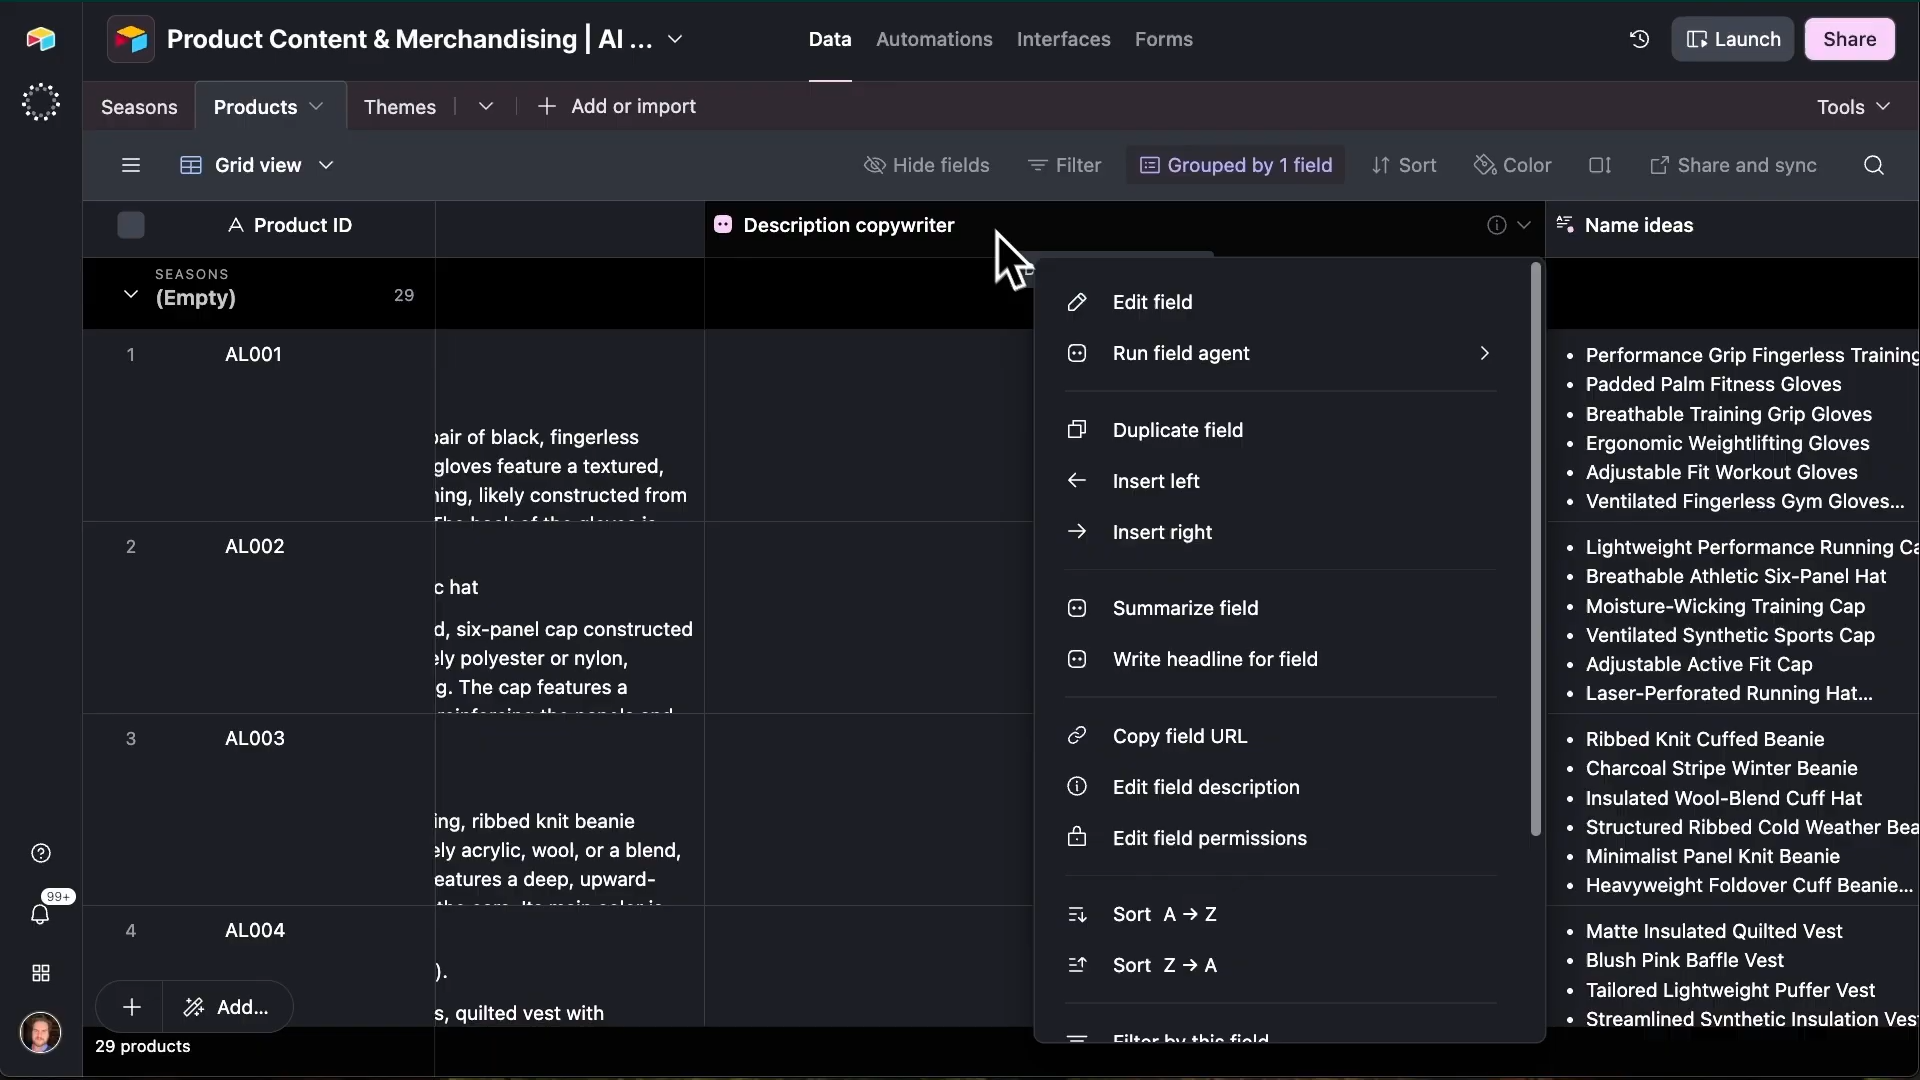 Product Content & Merchandising | AI ...
Data
Automations
Interfaces
Forms
Launch
Share
Seasons
Products
Themes
Add or import
Tools
Grid view
Hide fields
Filter
Grouped by 1 field
Sort
Color
Share and sync
Product ID
Description copywriter
Name ideas
SEASONS
(Empty)
29
1
AL001
pair of black, fingerless
gloves feature a textured,
ning, likely constructed from
2
AL002
c hat
d, six-panel cap constructed
ely polyester or nylon,
g. The cap features a
3
AL003
ing, ribbed knit beanie
ely acrylic, wool, or a blend,
eatures a deep, upward-
4
AL004
).
s, quilted vest with
Edit field
Run field agent
Duplicate field
Insert left
Insert right
Summarize field
Write headline for field
Copy field URL
Edit field description
Edit field permissions
Sort A → Z
Sort Z → A
Filter by this field
• Performance Grip Fingerless Training
• Padded Palm Fitness Gloves
• Breathable Training Grip Gloves
• Ergonomic Weightlifting Gloves
• Adjustable Fit Workout Gloves
• Ventilated Fingerless Gym Gloves...
• Lightweight Performance Running Ca
• Breathable Athletic Six-Panel Hat
• Moisture-Wicking Training Cap
• Ventilated Synthetic Sports Cap
• Adjustable Active Fit Cap
• Laser-Perforated Running Hat...
• Ribbed Knit Cuffed Beanie
• Charcoal Stripe Winter Beanie
• Insulated Wool-Blend Cuff Hat
• Structured Ribbed Cold Weather Bea
• Minimalist Panel Knit Beanie
• Heavyweight Foldover Cuff Beanie...
• Matte Insulated Quilted Vest
• Blush Pink Baffle Vest
• Tailored Lightweight Puffer Vest
• Streamlined Synthetic Insulation Vest
99+
Add...
29 products